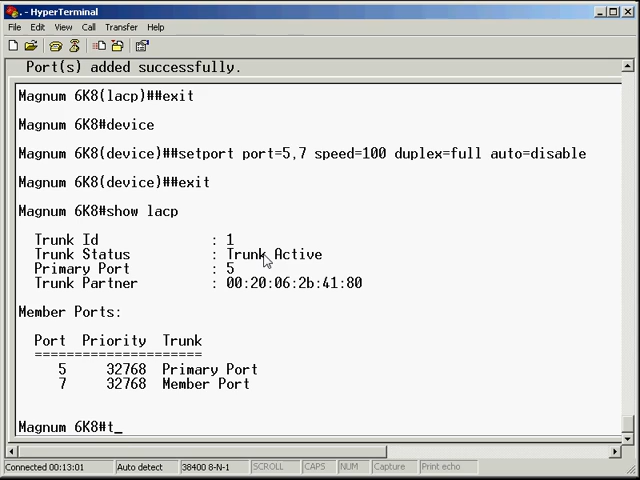 . - HyperTerminal
File Edit View Call Transfer Help
Port(s) added successfully.
Magnum 6K8(lacp)##exit
Magnum 6K8#device
Magnum 6K8(device)##setport port=5,7 speed=100 duplex=full auto=disable
Magnum 6K8(device)##exit
Magnum 6K8#show lacp
Trunk Id : 1
Trunk Status : Trunk Active
Primary Port : 5
Trunk Partner : 00:20:06:2b:41:80
Member Ports:
Port Priority Trunk
=====================
5 32768 Primary Port
7 32768 Member Port
Magnum 6K8#t_
Connected 00:13:01 Auto detect 38400 8-N-1 SCROLL CAPS NUM Capture Print echo